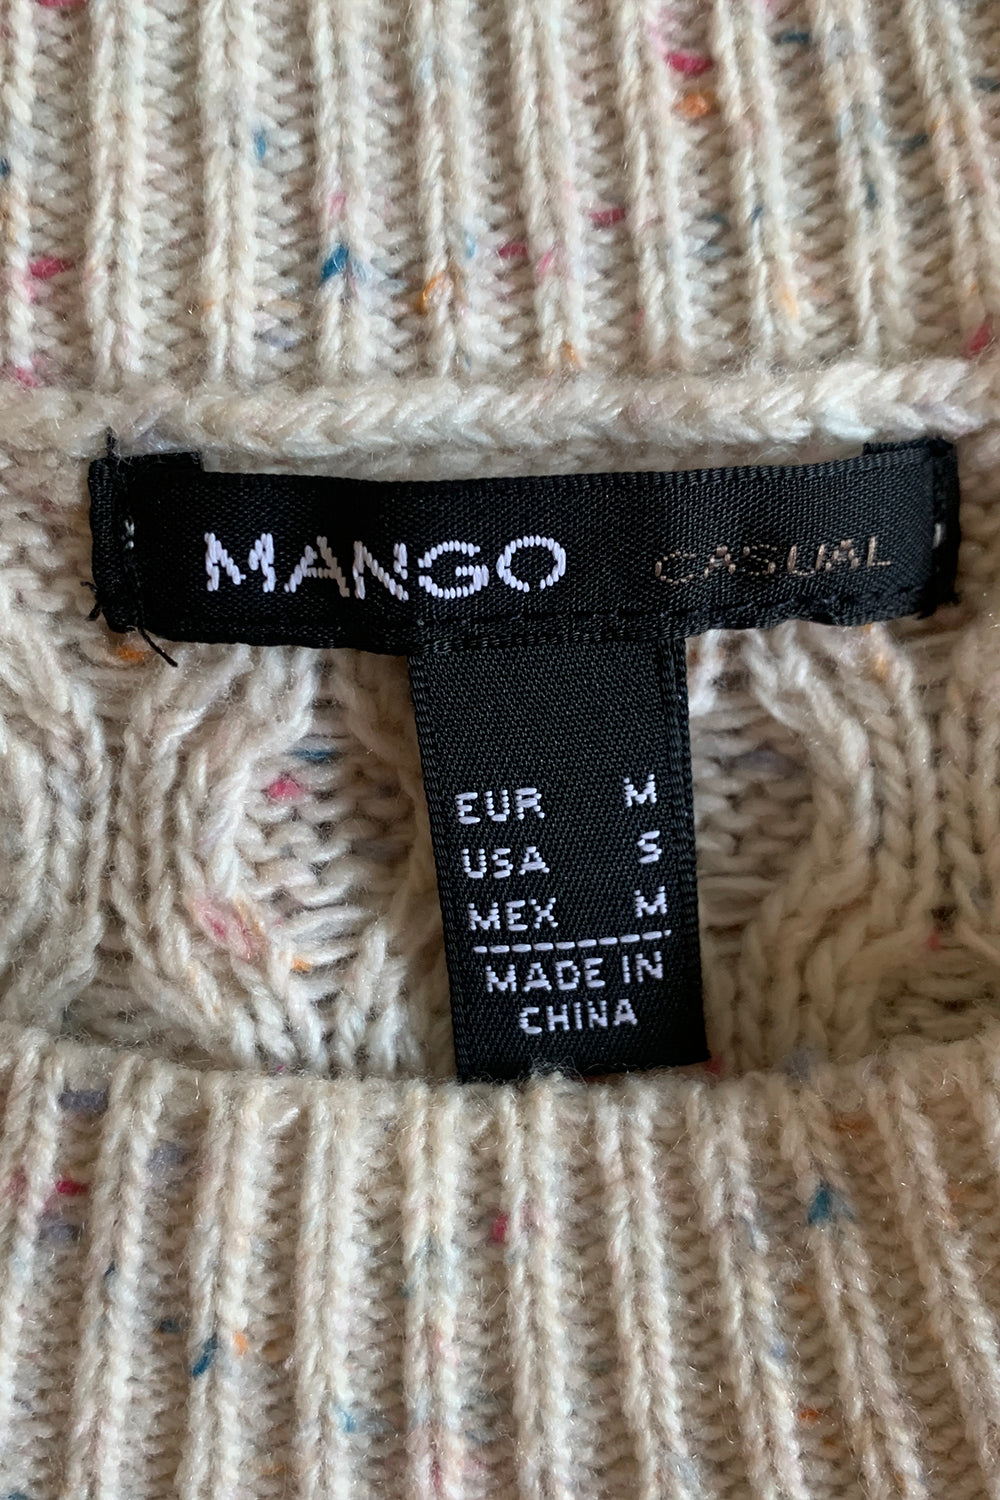 MANGO CASUAL
EUR M
USA S
MEX M
MADE IN
CHINA